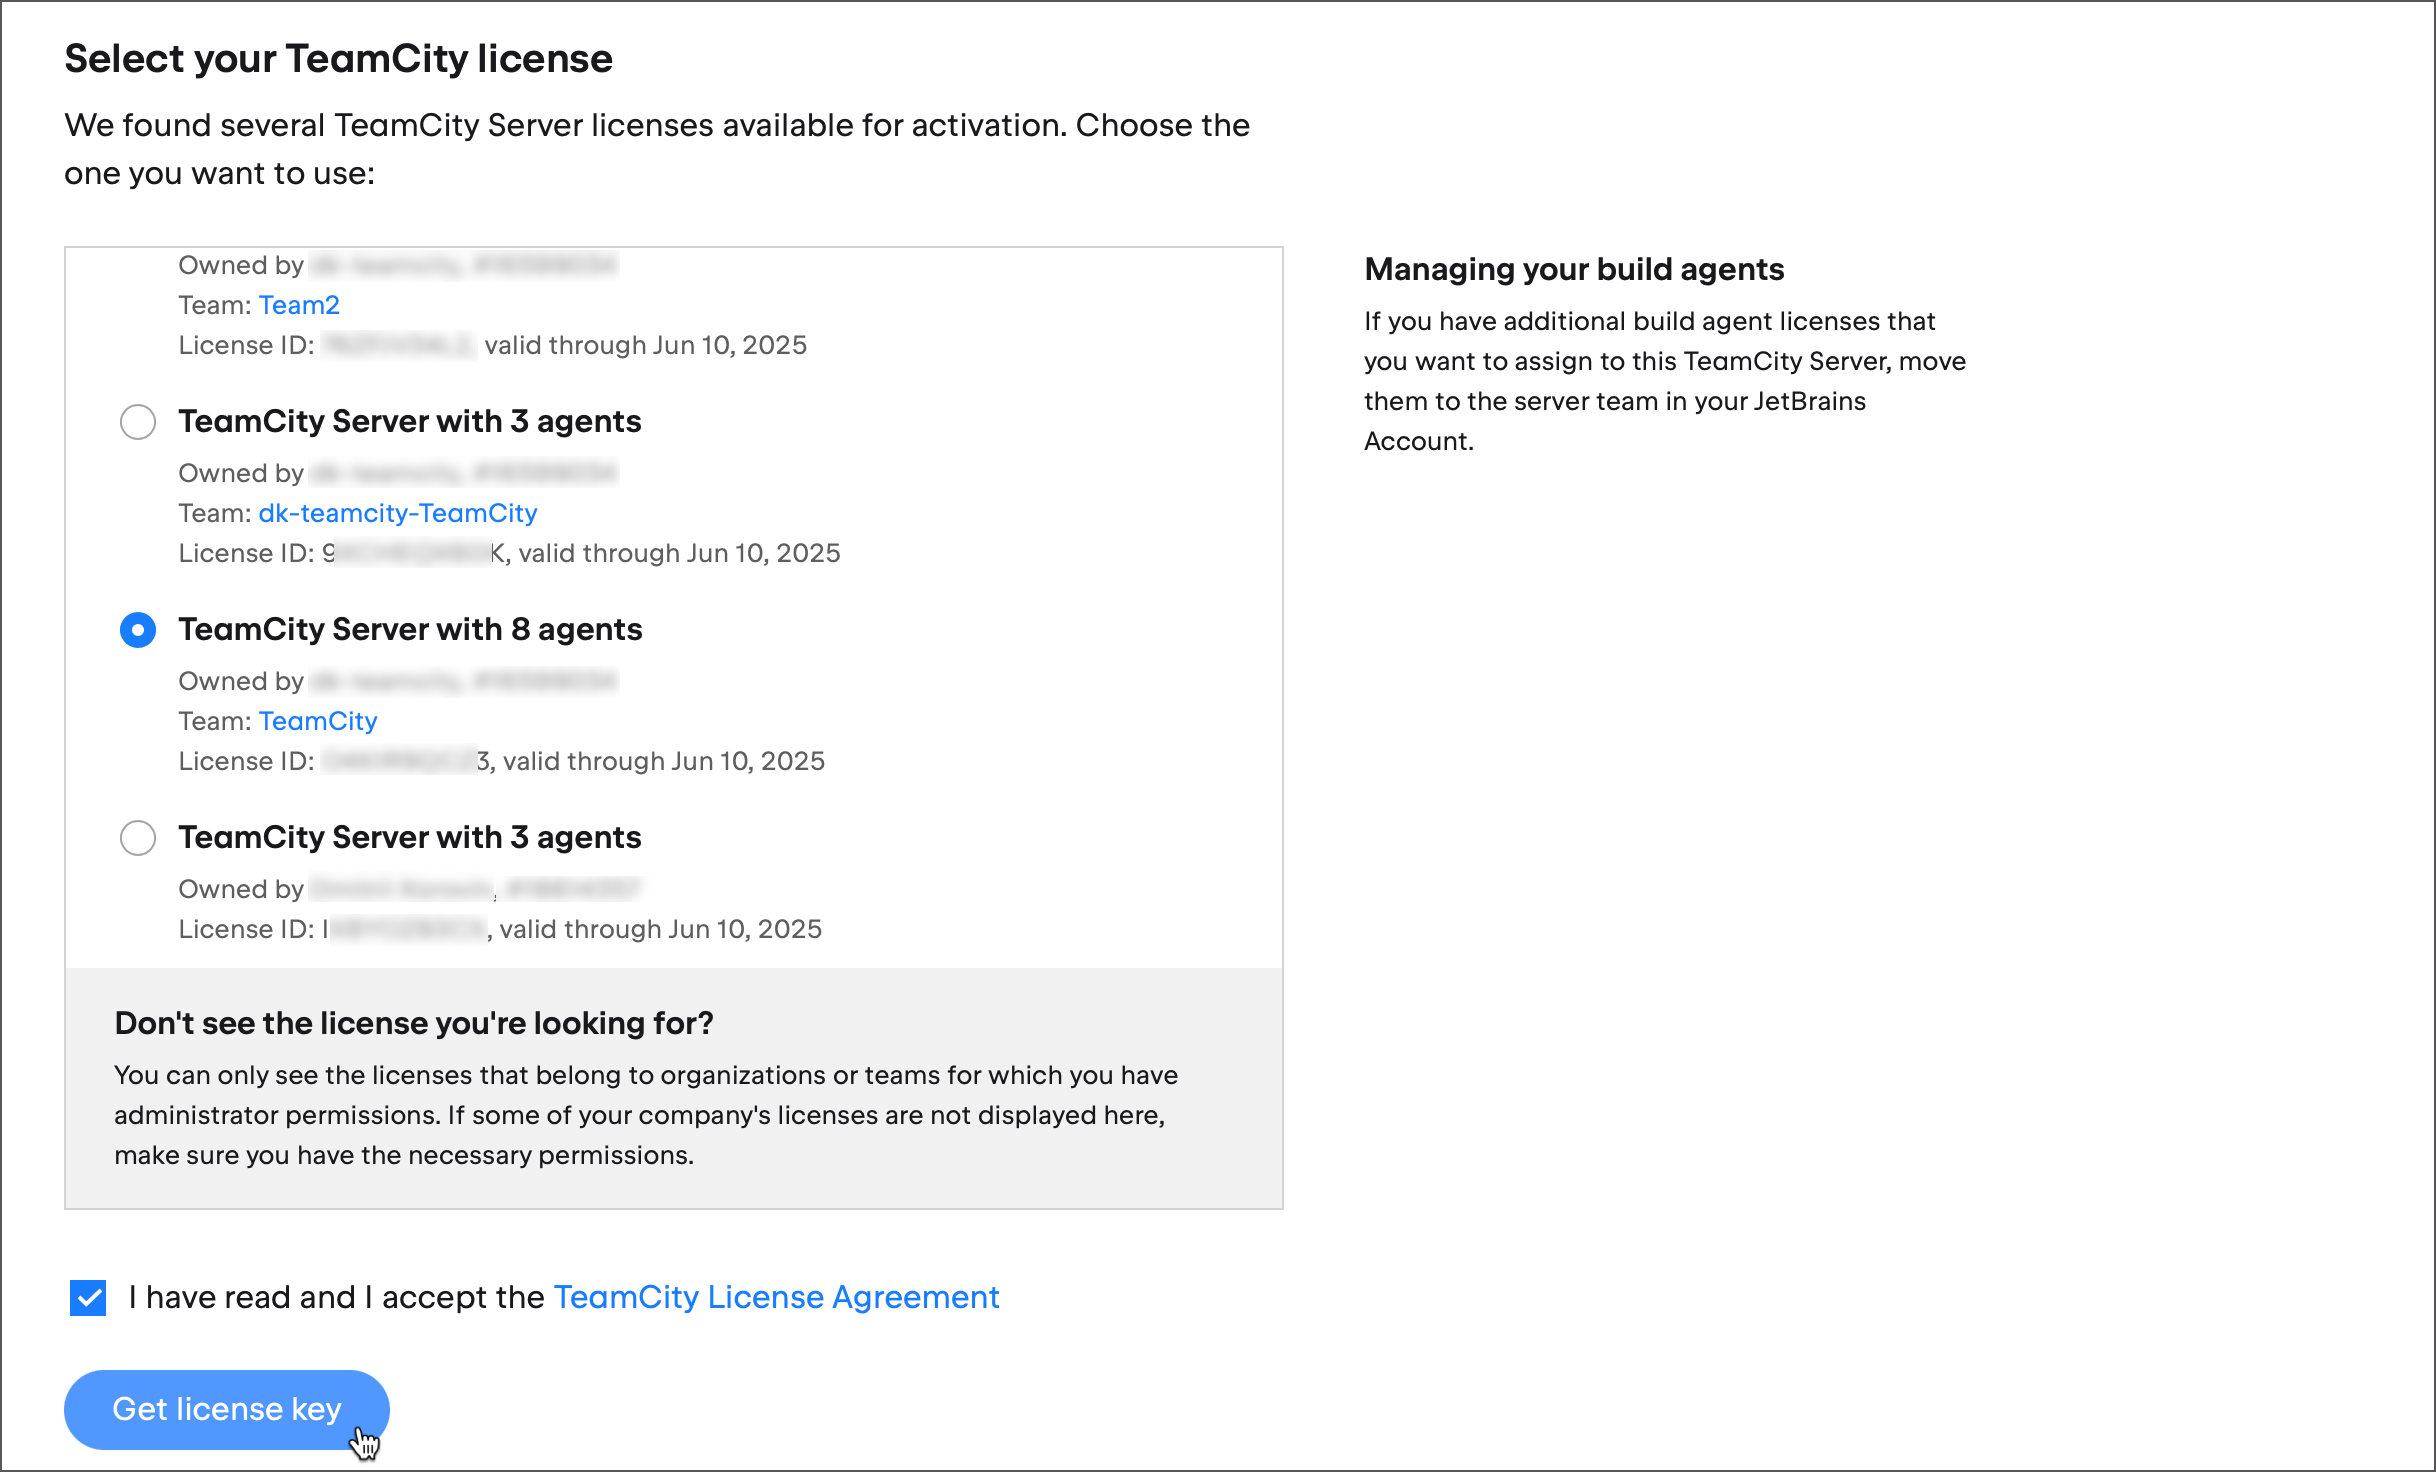 Select your TeamCity license
We found several TeamCity Server licenses available for activation. Choose the
one you want to use:
Owned by
Team: Team2
License ID: valid through Jun 10, 2025
TeamCity Server with 3 agents
Owned by
Team: dk-teamcity-TeamCity
License ID: 9 K, valid through Jun 10, 2025
TeamCity Server with 8 agents
Owned by
Team: TeamCity
License ID: 3, valid through Jun 10, 2025
TeamCity Server with 3 agents
Owned by
License ID: I , valid through Jun 10, 2025
Don't see the license you're looking for?
You can only see the licenses that belong to organizations or teams for which you have
administrator permissions. If some of your company's licenses are not displayed here,
make sure you have the necessary permissions.
Managing your build agents
If you have additional build agent licenses that
you want to assign to this TeamCity Server, move
them to the server team in your JetBrains
Account.
I have read and I accept the TeamCity License Agreement
Get license key